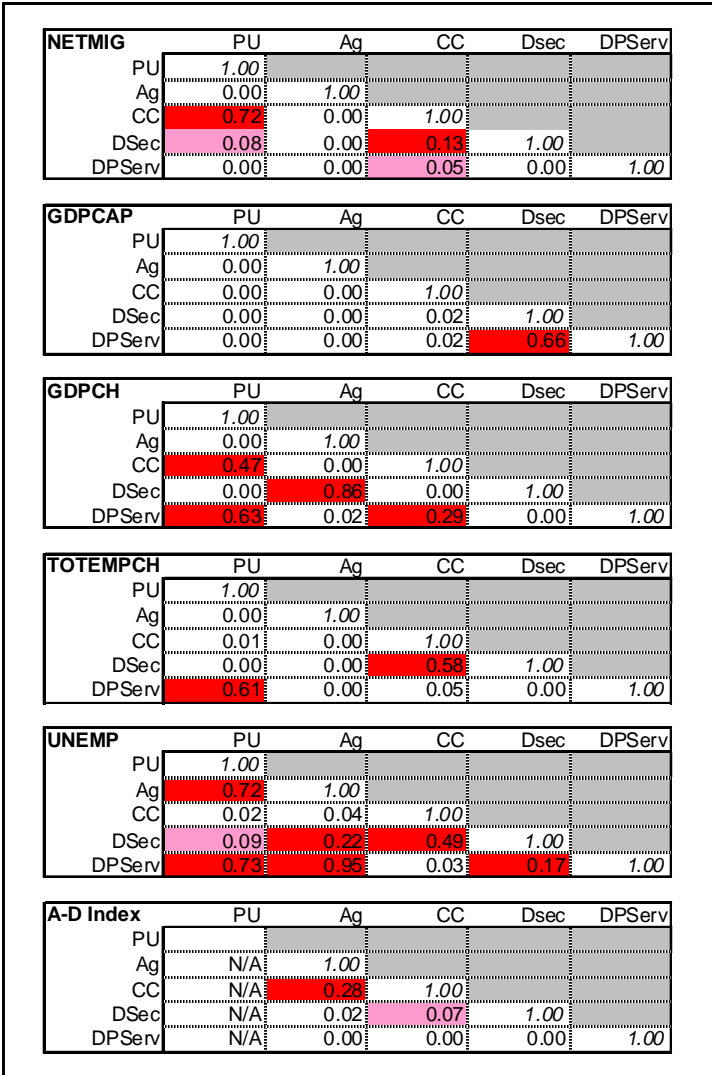 NETMIG PU Ag CC Dsec DPServ
PU 1.00
Ag 0.00 1.00
CC 0.72 0.00 1.00
DSec 0.08 0.00 0.13 1.00
DPServ 0.00 0.00 0.05 0.00 1.00
GDPCAP PU Ag CC Dsec DPServ
PU 1.00
Ag 0.00 1.00
CC 0.00 0.00 1.00
DSec 0.00 0.00 0.02 1.00
DPServ 0.00 0.00 0.02 0.66 1.00
GDPCH PU Ag CC Dsec DPServ
PU 1.00
Ag 0.00 1.00
CC 0.47 0.00 1.00
DSec 0.00 0.86 0.00 1.00
DPServ 0.63 0.02 0.29 0.00 1.00
TOTEMPCH PU Ag CC Dsec DPServ
PU 1.00
Ag 0.00 1.00
CC 0.01 0.00 1.00
DSec 0.00 0.00 0.58 1.00
DPServ 0.61 0.00 0.05 0.00 1.00
UNEMP PU Ag CC Dsec DPServ
PU 1.00
Ag 0.72 1.00
CC 0.02 0.04 1.00
DSec 0.09 0.22 0.49 1.00
DPServ 0.73 0.95 0.03 0.17 1.00
A-D Index PU Ag CC Dsec DPServ
PU
Ag N/A 1.00
CC N/A 0.28 1.00
DSec N/A 0.02 0.07 1.00
DPServ N/A 0.00 0.00 0.00 1.00